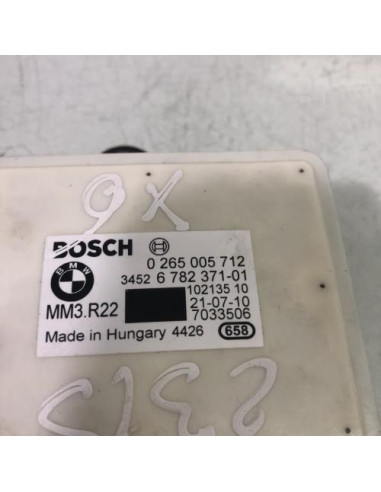 9X
BOSCH
BMW
0 265 005 712
3452 6 782 371-01
102135 10
MM3.R22
21-07-10
7033506
Made in Hungary 4426 658